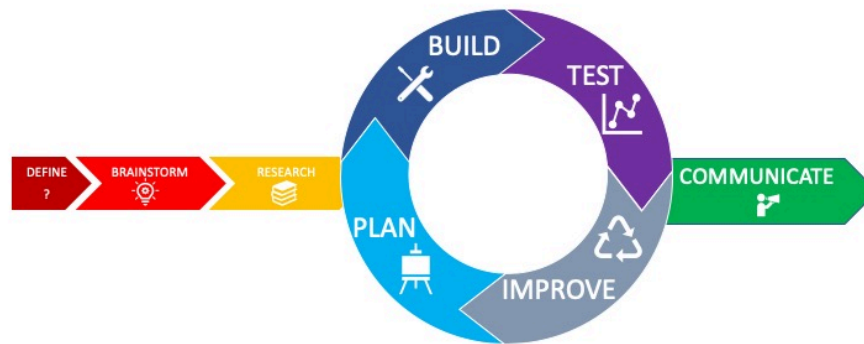 DEFINE
?
BRAINSTORM
RESEARCH
PLAN
BUILD
TEST
IMPROVE
COMMUNICATE